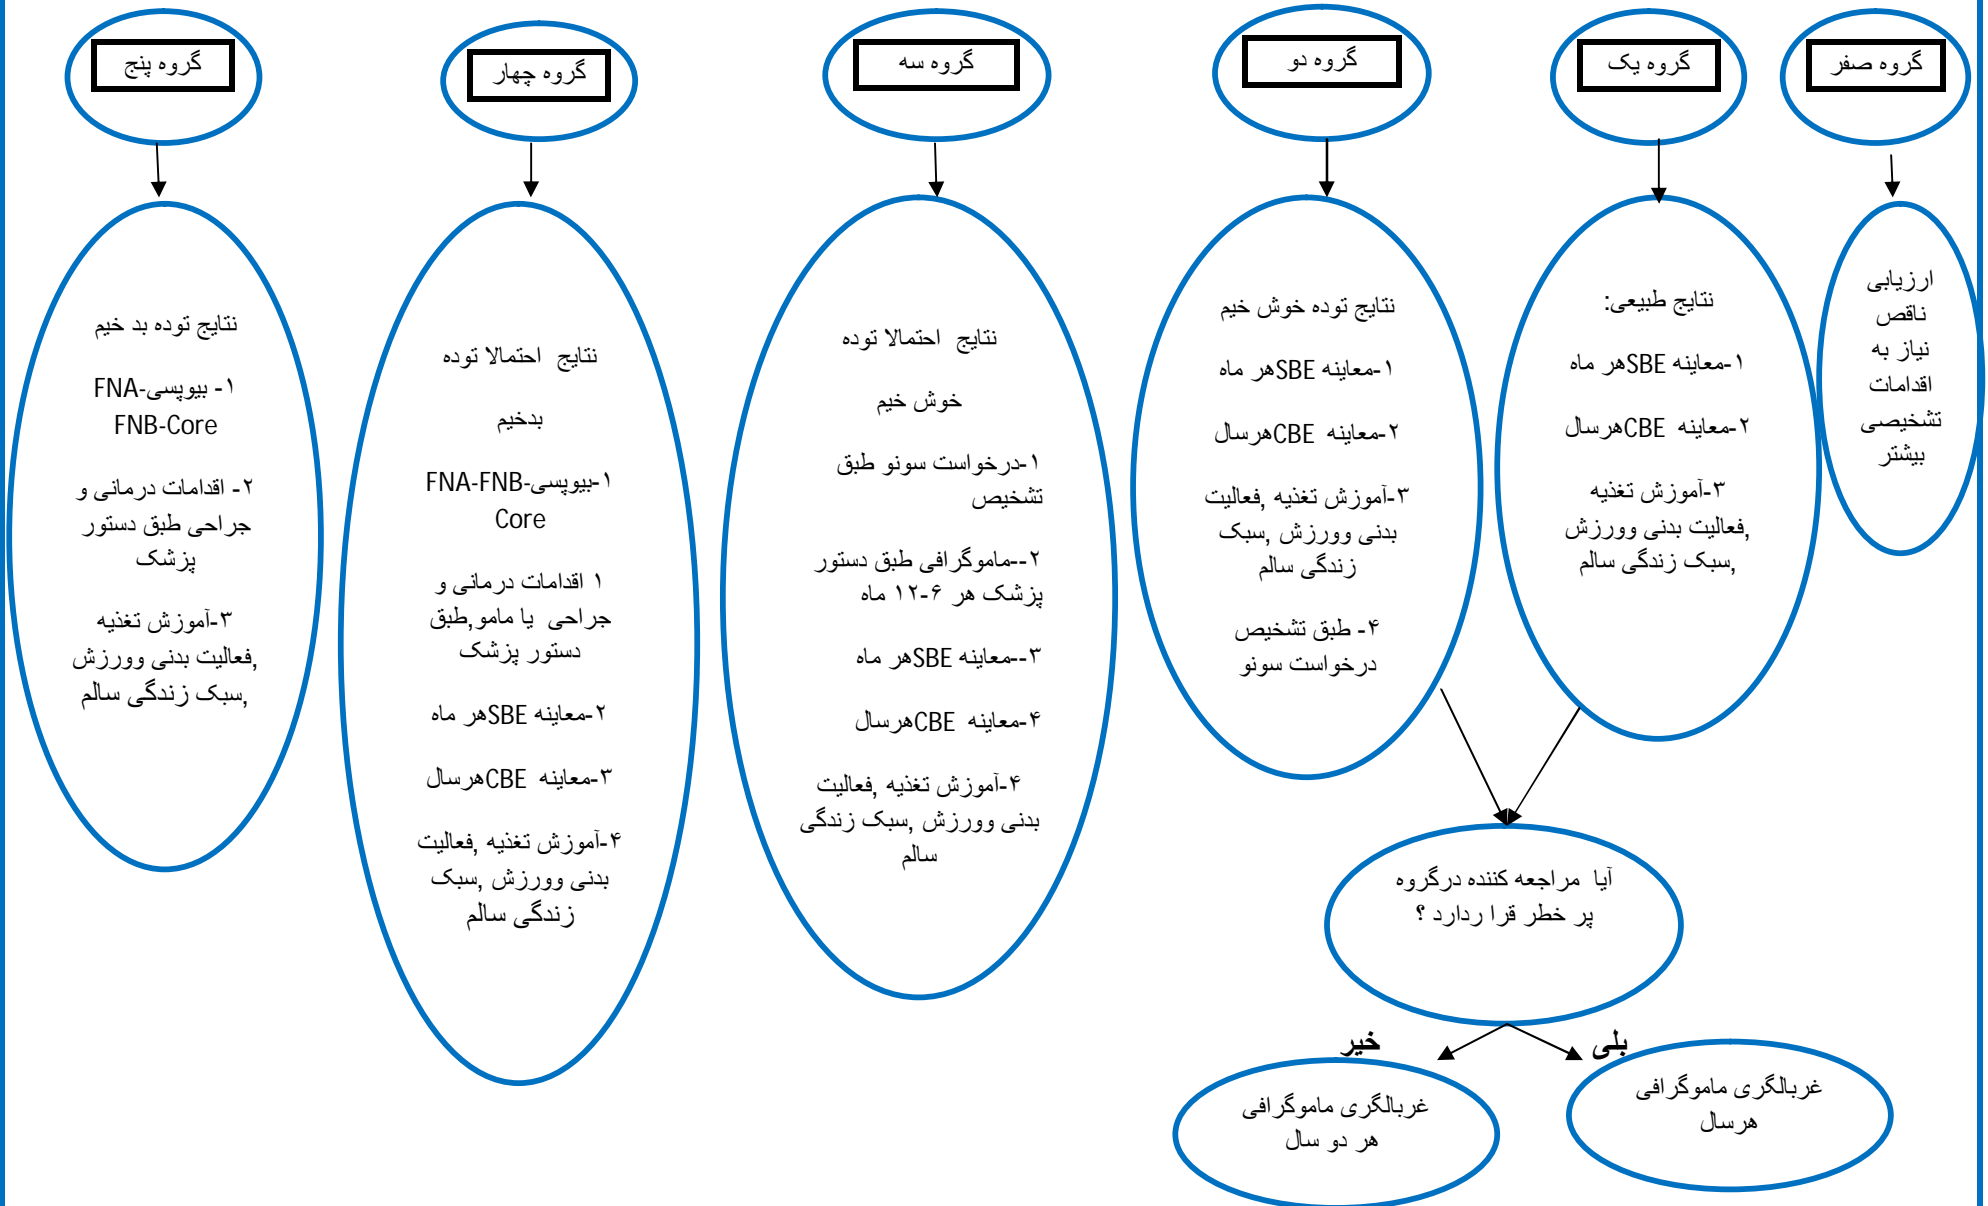 گروه صفر
ارزیابی
ناقص
نیاز به
اقدامات
تشخیصی
بیشتر
گروه یک
نتایج طبیعی:
۱-معاینه SBEهر ماه
۲-معاینه CBEهرسال
۳-آموزش تغذیه
,فعالیت بدنی وورزش
,سبک زندگی سالم
گروه دو
نتایج توده خوش خیم
۱-معاینه SBEهر ماه
۲-معاینه CBEهرسال
۳-آموزش تغذیه ,فعالیت
بدنی وورزش ,سبک
زندگی سالم
۴- طبق تشخیص
درخواست سونو
گروه سه
نتایج احتمالا توده
خوش خیم
۱-درخواست سونو طبق
تشخیص
۲--ماموگرافی طبق دستور
پزشک هر ۶-۱۲ ماه
۳--معاینه SBEهر ماه
۴-معاینه CBEهرسال
۴-آموزش تغذیه ,فعالیت
بدنی وورزش ,سبک زندگی
سالم
گروه چهار
نتایج احتمالا توده
بدخیم
۱-بیوپسی-FNA-FNB
Core
۱ اقدامات درمانی و
جراحی یا مامو,طبق
دستور پزشک
۲-معاینه SBEهر ماه
۳-معاینه CBEهرسال
۴-آموزش تغذیه ,فعالیت
بدنی وورزش ,سبک
زندگی سالم
گروه پنج
نتایج توده بد خیم
۱- بیوپسی-FNA
FNB-Core
۲- اقدامات درمانی و
جراحی طبق دستور
پزشک
۳-آموزش تغذیه
,فعالیت بدنی وورزش
,سبک زندگی سالم
آیا مراجعه کننده درگروه
پر خطر قرا ردارد ؟
بلی
غربالگری ماموگرافی
هرسال
خیر
غربالگری ماموگرافی
هر دو سال